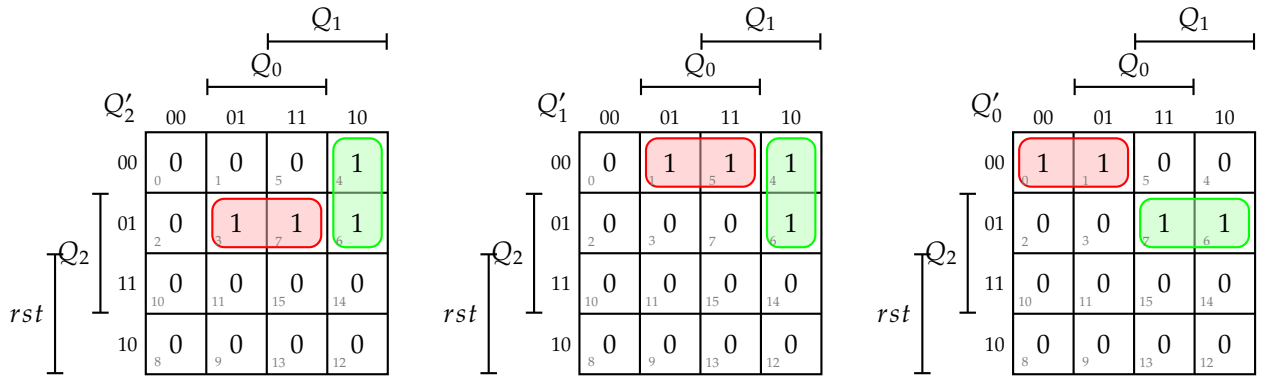 Q₁
Q₀
Q′₂ 00 01 11 10
00 0 0 0 1
0 1 5 4
01 0 1 1 1
2 3 7 6
Q₂
11 0 0 0 0
10 11 15 14
rst
10 0 0 0 0
8 9 13 12
Q₁
Q₀
Q′₁ 00 01 11 10
00 0 1 1 1
0 1 5 4
01 0 0 0 1
2 3 7 6
Q₂
11 0 0 0 0
10 11 15 14
rst
10 0 0 0 0
8 9 13 12
Q₁
Q₀
Q′₀ 00 01 11 10
00 1 1 0 0
0 1 5 4
01 0 0 1 1
2 3 7 6
Q₂
11 0 0 0 0
10 11 15 14
rst
10 0 0 0 0
8 9 13 12